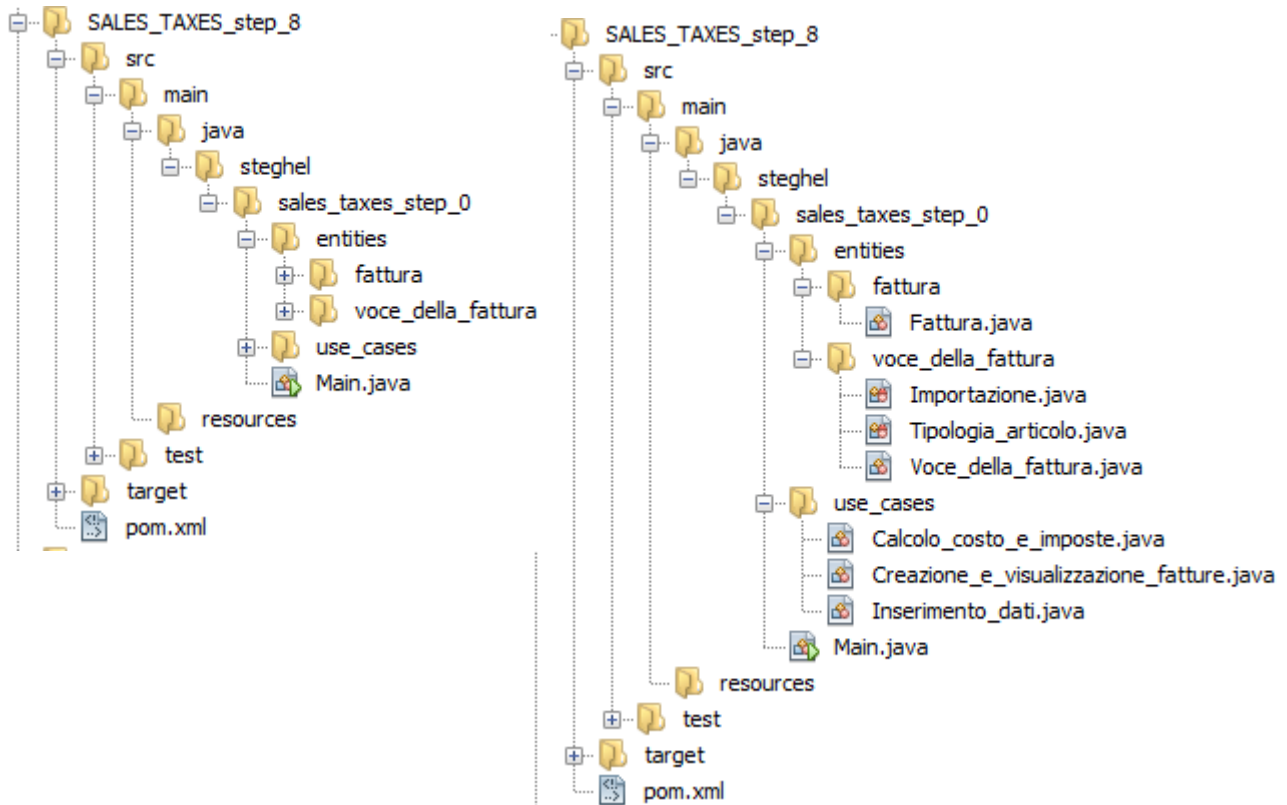 SALES_TAXES_step_8
src
main
java
steghel
sales_taxes_step_0
entities
fattura
voce_della_fattura
use_cases
Main.java
resources
test
target
pom.xml
SALES_TAXES_step_8
src
main
java
steghel
sales_taxes_step_0
entities
fattura
Fattura.java
voce_della_fattura
Importazione.java
Tipologia_articolo.java
Voce_della_fattura.java
use_cases
Calcolo_costo_e_imposte.java
Creazione_e_visualizzazione_fatture.java
Inserimento_dati.java
Main.java
resources
test
target
pom.xml